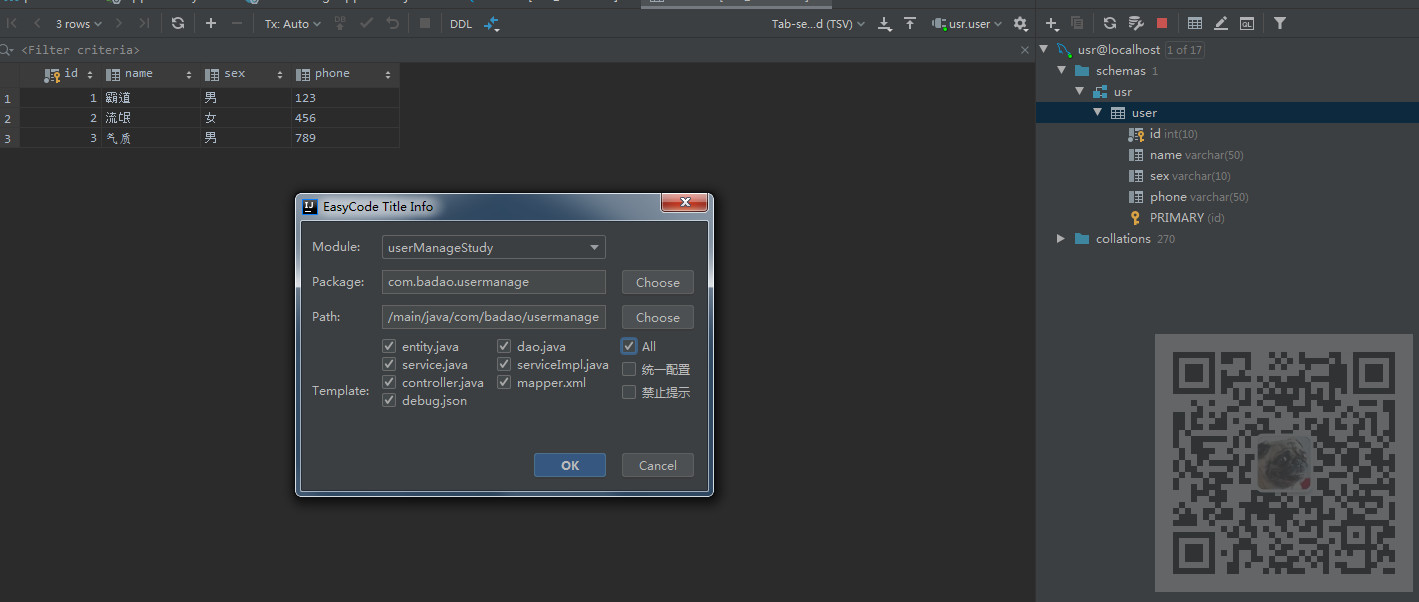 3 rows Tx: Auto DB DDL Tab-se...d (TSV) usr.user QL
<Filter criteria>
id name sex phone
1 1 霸道 男 123
2 2 流氓 女 456
3 3 气质 男 789
usr@localhost 1 of 17
schemas 1
usr
user
id int(10)
name varchar(50)
sex varchar(10)
phone varchar(50)
PRIMARY (id)
collations 270
IJ EasyCode Title Info
Module: userManageStudy
Package: com.badao.usermanage Choose
Path: /main/java/com/badao/usermanage Choose
Template:
entity.java dao.java All
service.java serviceImpl.java 统一配置
controller.java mapper.xml 禁止提示
debug.json
OK Cancel